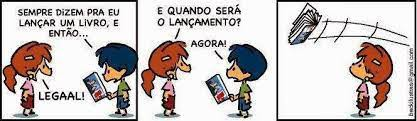 SEMPRE DIZEM PRA EU
LANÇAR UM LIVRO, E
ENTÃO...
LEGAAL!
E QUANDO SERÁ
O LANÇAMENTO?
AGORA!